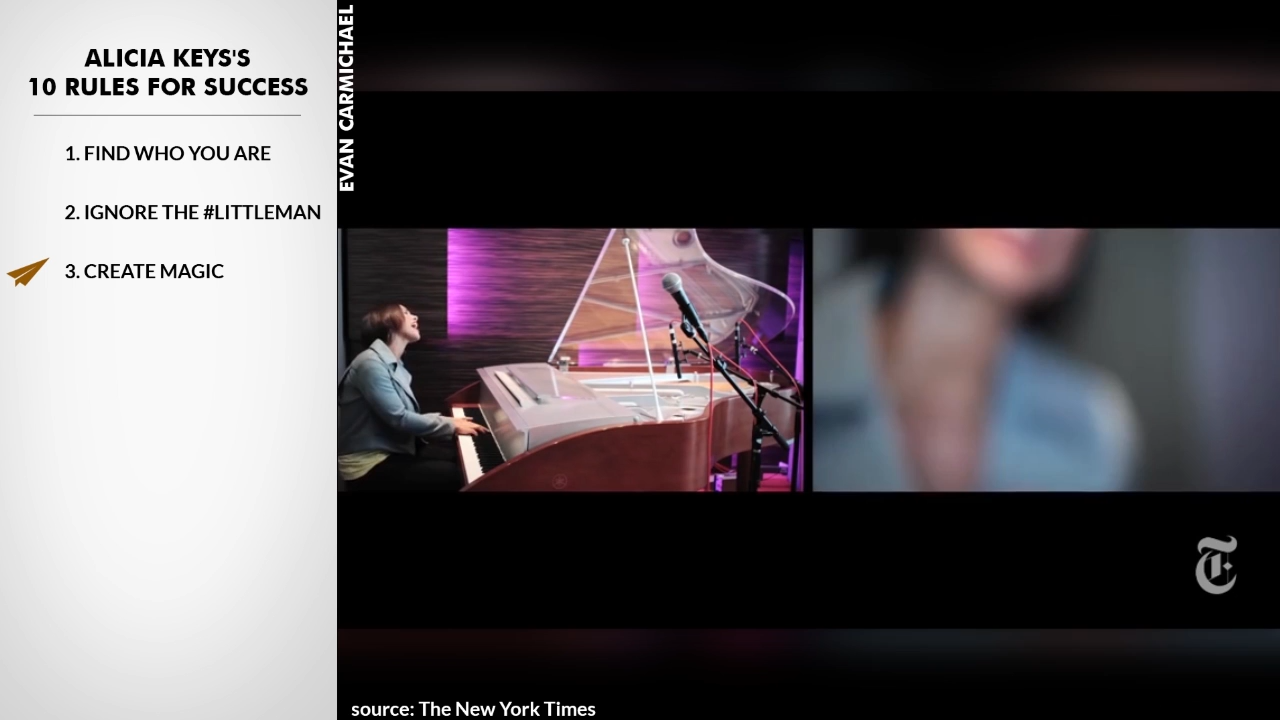 ALICIA KEYS'S
10 RULES FOR SUCCESS
1. FIND WHO YOU ARE
2. IGNORE THE #LITTLEMAN
3. CREATE MAGIC
EVAN CARMICHAEL
T
source: The New York Times